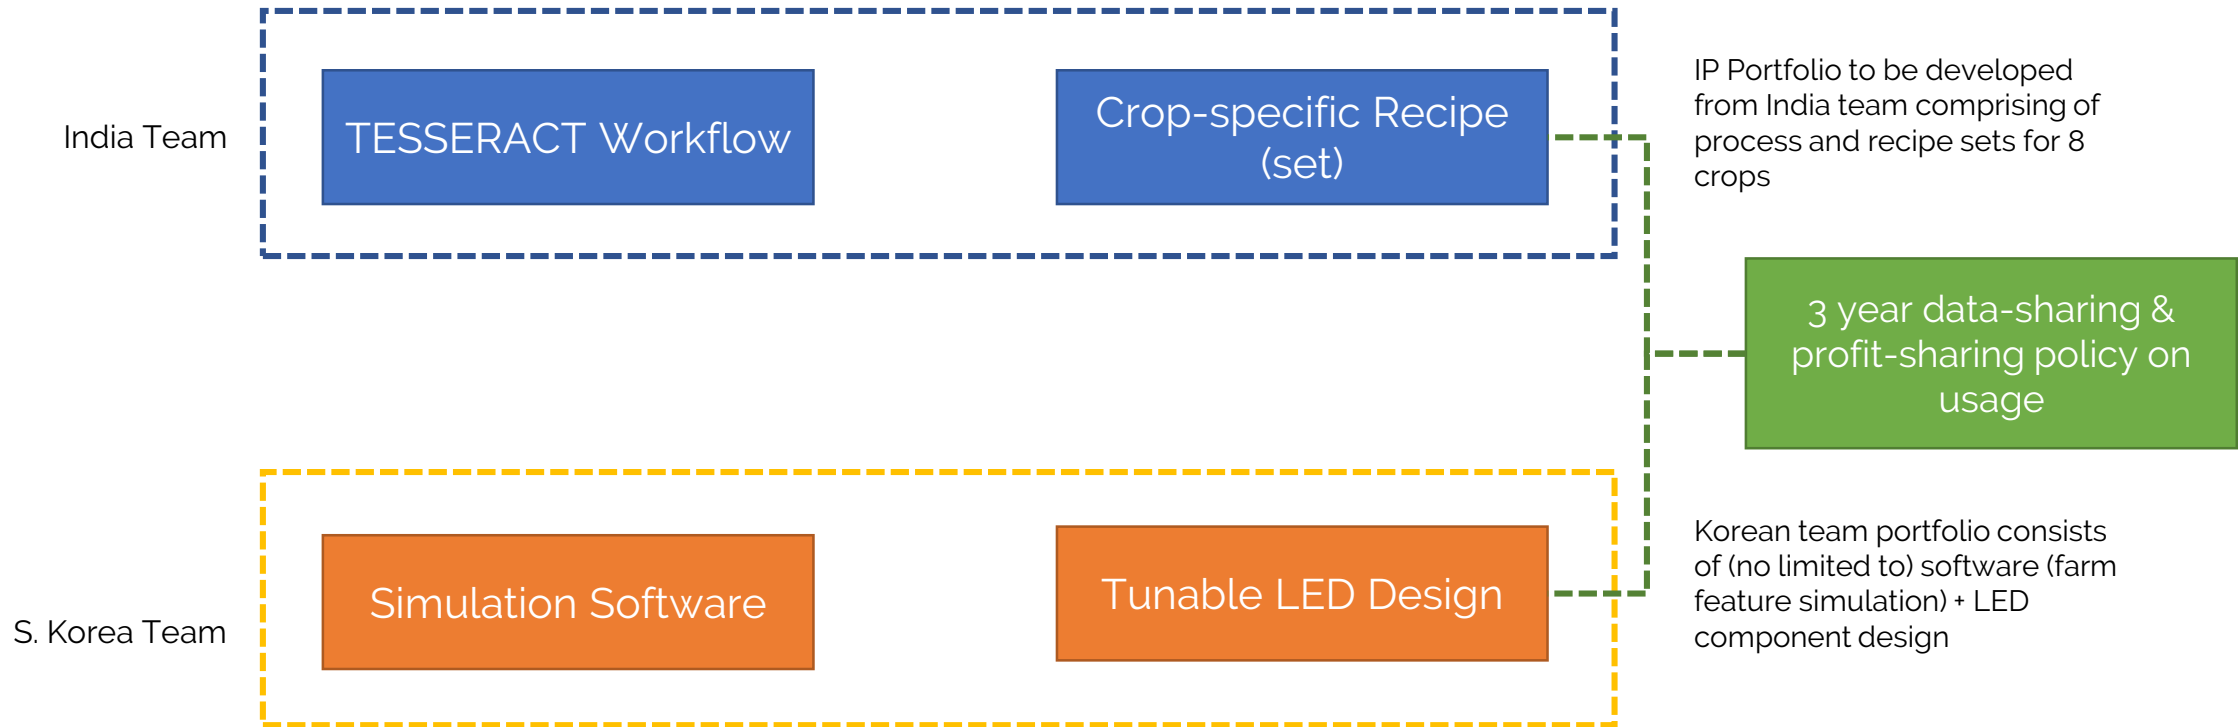 India Team
TESSERACT Workflow
Crop-specific Recipe
(set)
IP Portfolio to be developed
from India team comprising of
process and recipe sets for 8
crops
3 year data-sharing &
profit-sharing policy on
usage
S. Korea Team
Simulation Software
Tunable LED Design
Korean team portfolio consists
of (no limited to) software (farm
feature simulation) + LED
component design